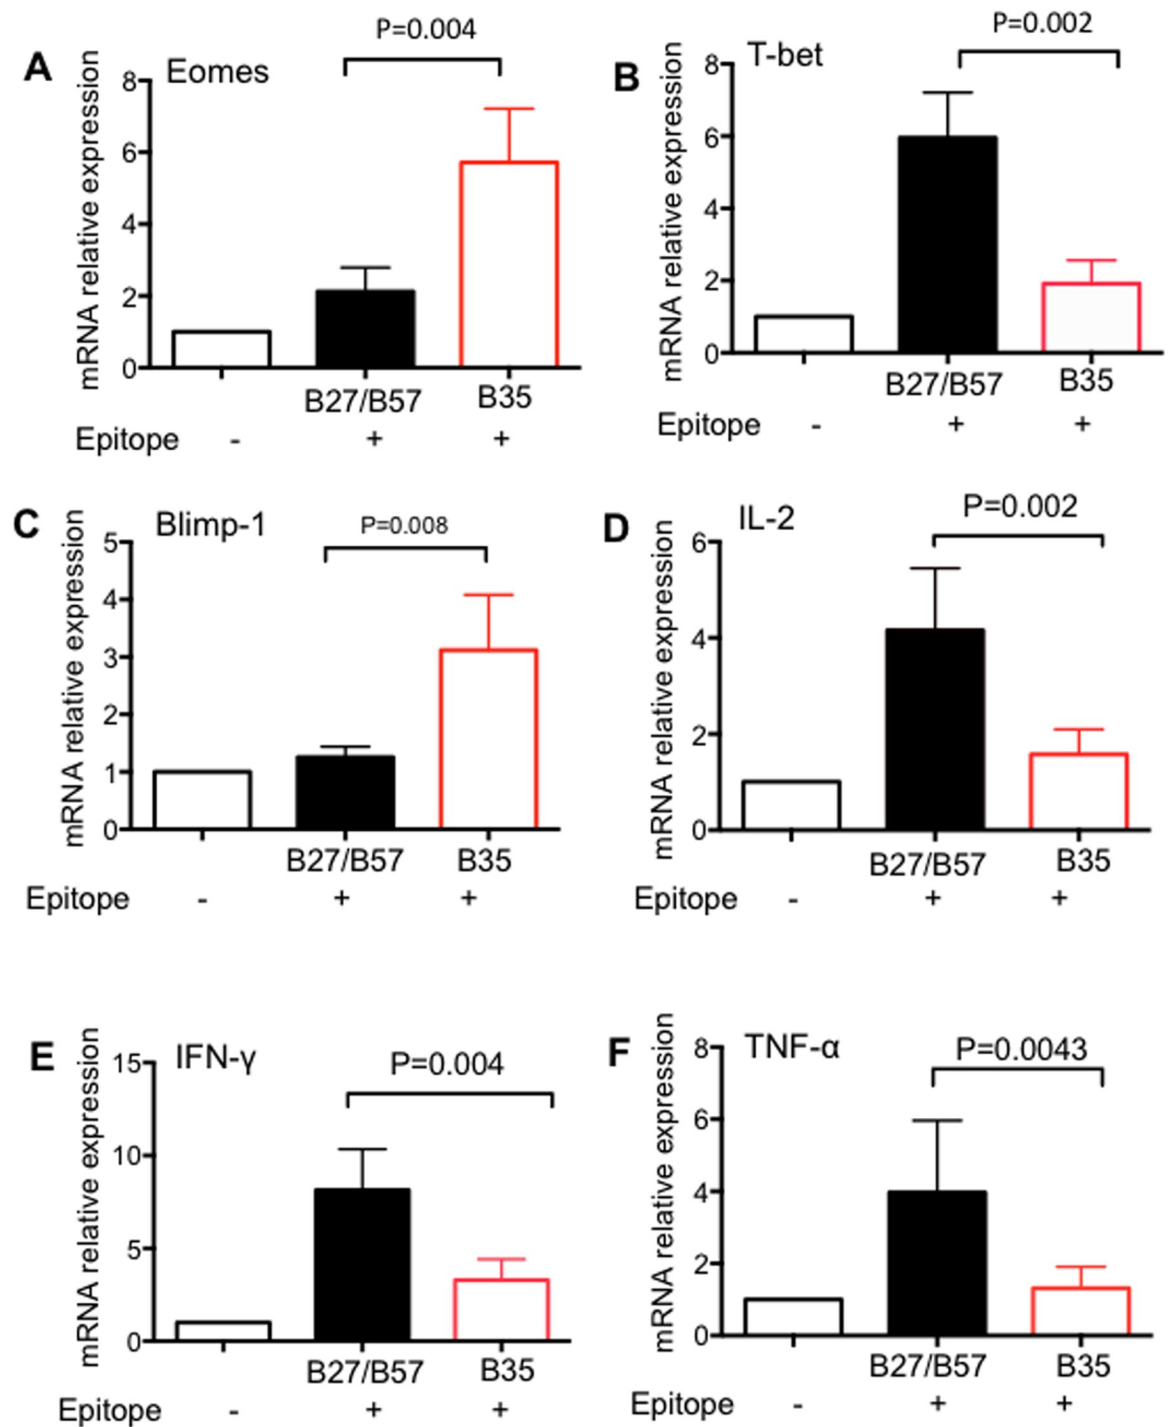 A
Eomes
P=0.004
mRNA relative expression
8
6
4
2
0
B27/B57 B35
Epitope - + +
B
T-bet
P=0.002
mRNA relative expression
8
6
4
2
0
B27/B57 B35
Epitope - + +
C
Blimp-1
P=0.008
mRNA relative expression
5
4
3
2
1
0
B27/B57 B35
Epitope - + +
D
IL-2
P=0.002
mRNA relative expression
6
4
2
0
B27/B57 B35
Epitope - + +
E
IFN-γ
P=0.004
mRNA relative expression
15
10
5
0
B27/B57 B35
Epitope - + +
F
TNF-α
P=0.0043
mRNA relative expression
8
6
4
2
0
B27/B57 B35
Epitope - + +